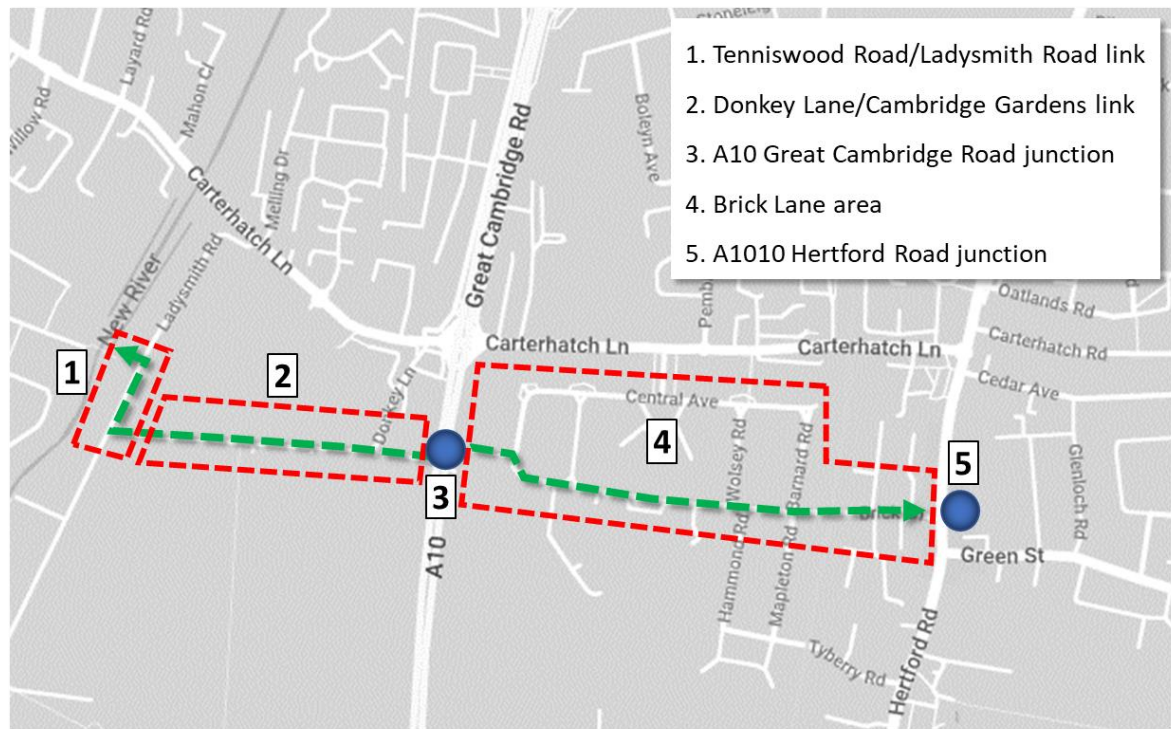 1. Tenniswood Road/Ladysmith Road link
2. Donkey Lane/Cambridge Gardens link
3. A10 Great Cambridge Road junction
4. Brick Lane area
5. A1010 Hertford Road junction
Layard Rd
Mahon Cl
Willow Rd
Melling Dr
Carterhatch Ln
Great Cambridge Rd
Boleyn Ave
New River
Ladysmith Rd
Carterhatch Ln
Pemb
Carterhatch Ln
Oatlands Rd
Carterhatch Rd
Cedar Ave
1
2
3
4
5
Donkey Ln
Central Ave
Wolsey Rd
Barnard Rd
Hammond Rd
Mapleton Rd
Glenloch Rd
Green St
A10
Tyberry Rd
Hertford Rd